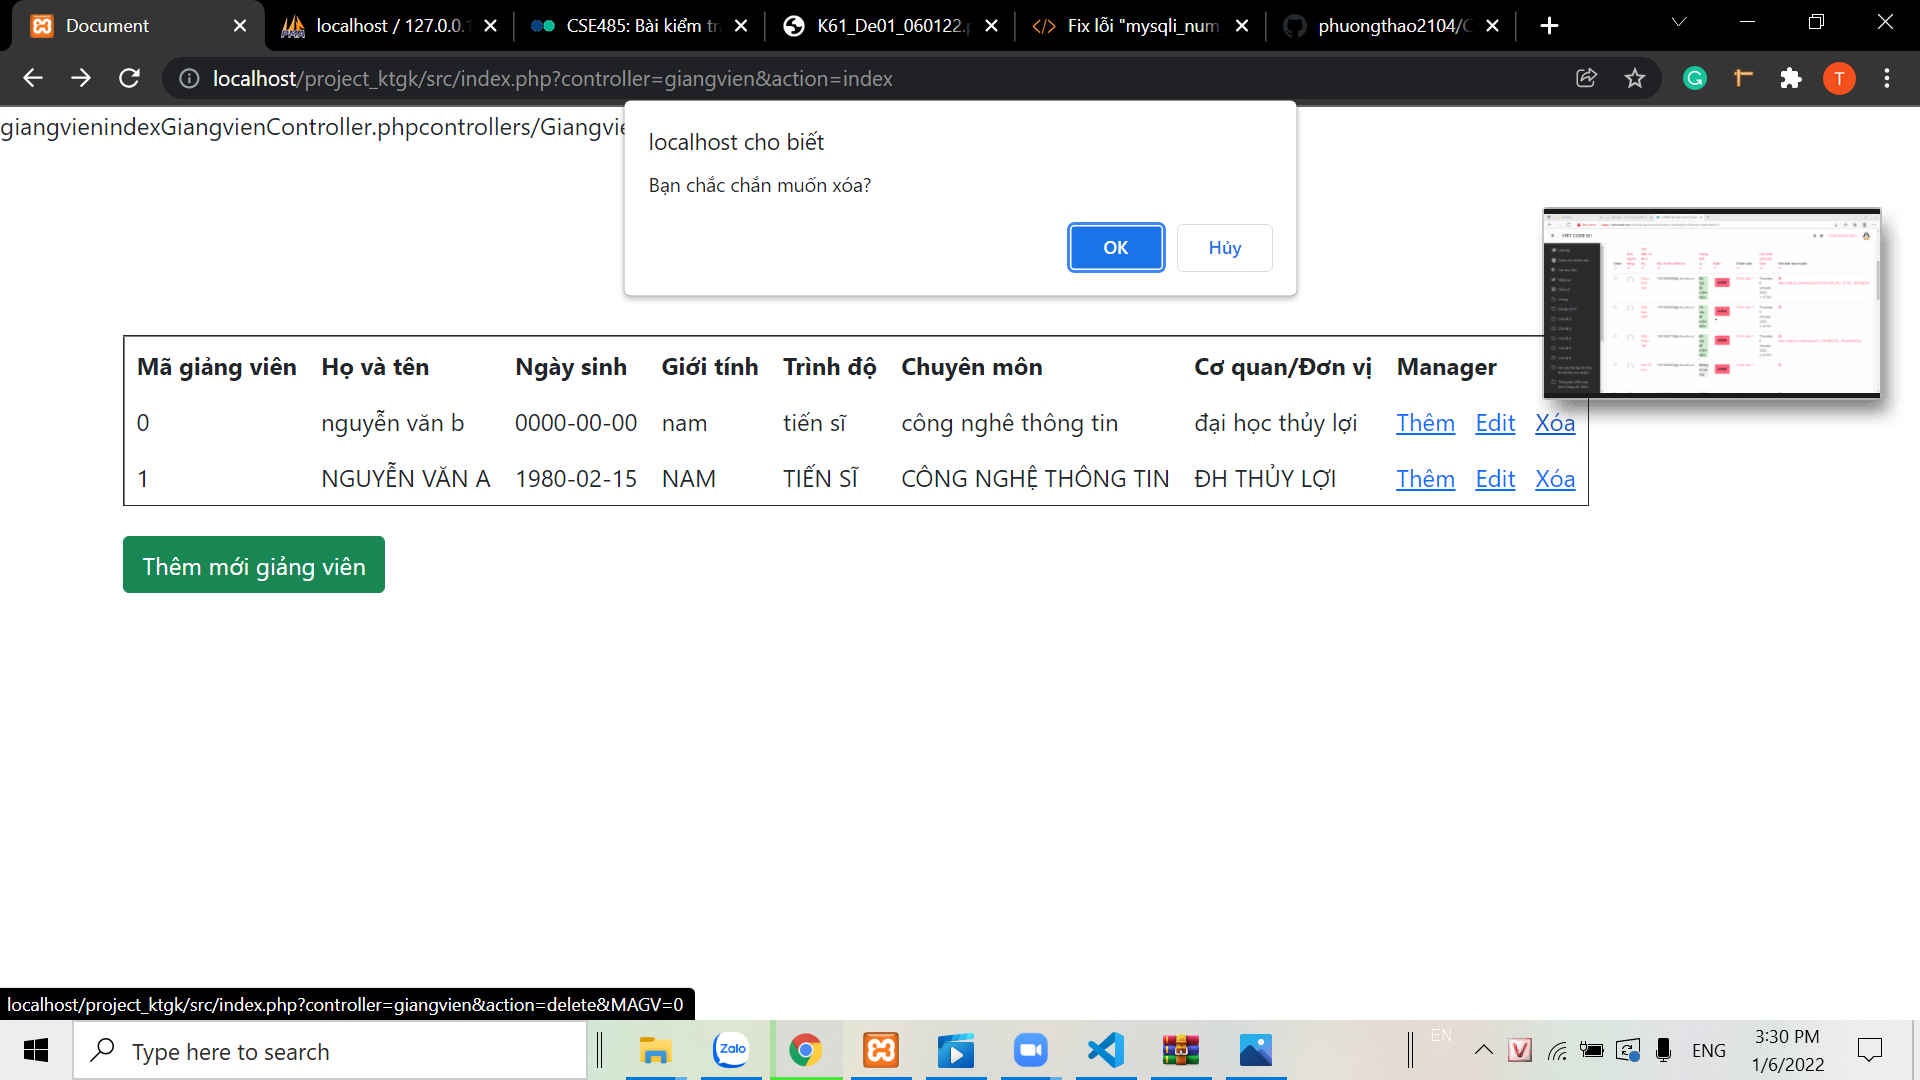 Document
localhost / 127.0.0.1
CSE485: Bài kiểm tr
K61_De01_060122.p
Fix lỗi "mysqli_num_
phuongthao2104/C
localhost/project_ktgk/src/index.php?controller=giangvien&action=index
T
giangvienindexGiangvienController.phpcontrollers/Giangvie
localhost cho biết
Bạn chắc chắn muốn xóa?
OK
Hủy
Mã giảng viên Họ và tên Ngày sinh Giới tính Trình độ Chuyên môn Cơ quan/Đơn vị Manager
0 nguyễn văn b 0000-00-00 nam tiến sĩ công nghê thông tin đại học thủy lợi Thêm Edit Xóa
1 NGUYỄN VĂN A 1980-02-15 NAM TIẾN SĨ CÔNG NGHỆ THÔNG TIN ĐH THỦY LỢI Thêm Edit Xóa
Thêm mới giảng viên
localhost/project_ktgk/src/index.php?controller=giangvien&action=delete&MAGV=0
Type here to search
Zalo
EN
ENG
3:30 PM
1/6/2022